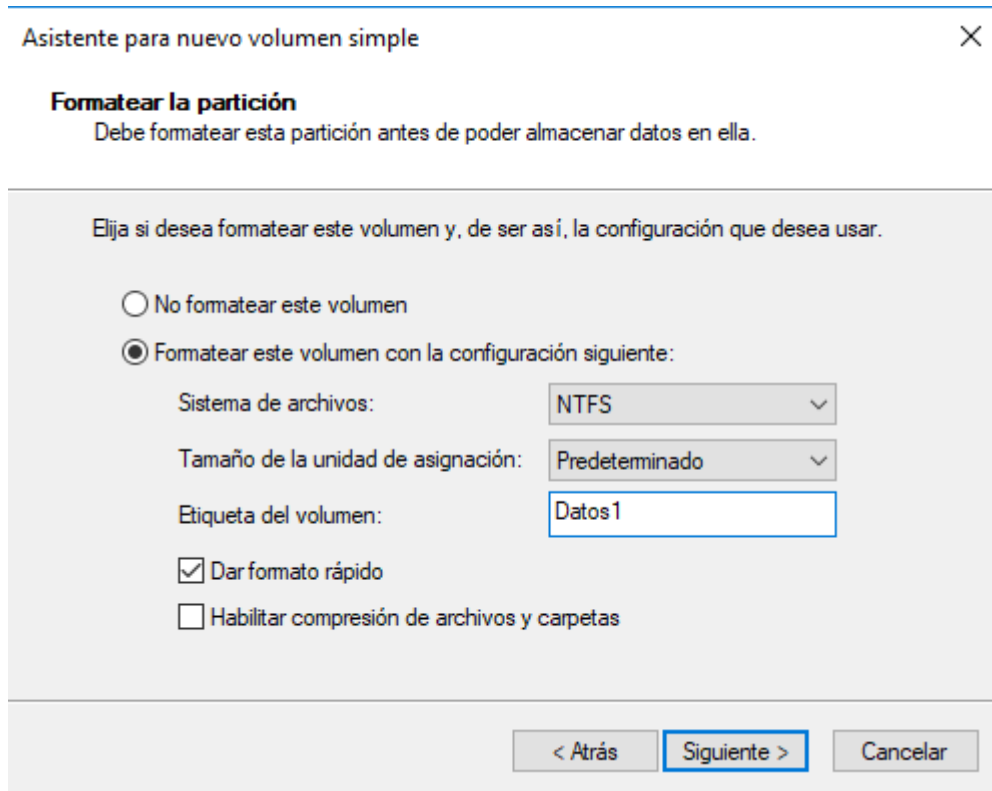 Asistente para nuevo volumen simple
Formatear la partición
Debe formatear esta partición antes de poder almacenar datos en ella.
Elija si desea formatear este volumen y, de ser así, la configuración que desea usar.
No formatear este volumen
Formatear este volumen con la configuración siguiente:
Sistema de archivos: NTFS
Tamaño de la unidad de asignación: Predeterminado
Etiqueta del volumen: Datos1
Dar formato rápido
Habilitar compresión de archivos y carpetas
< Atrás Siguiente > Cancelar